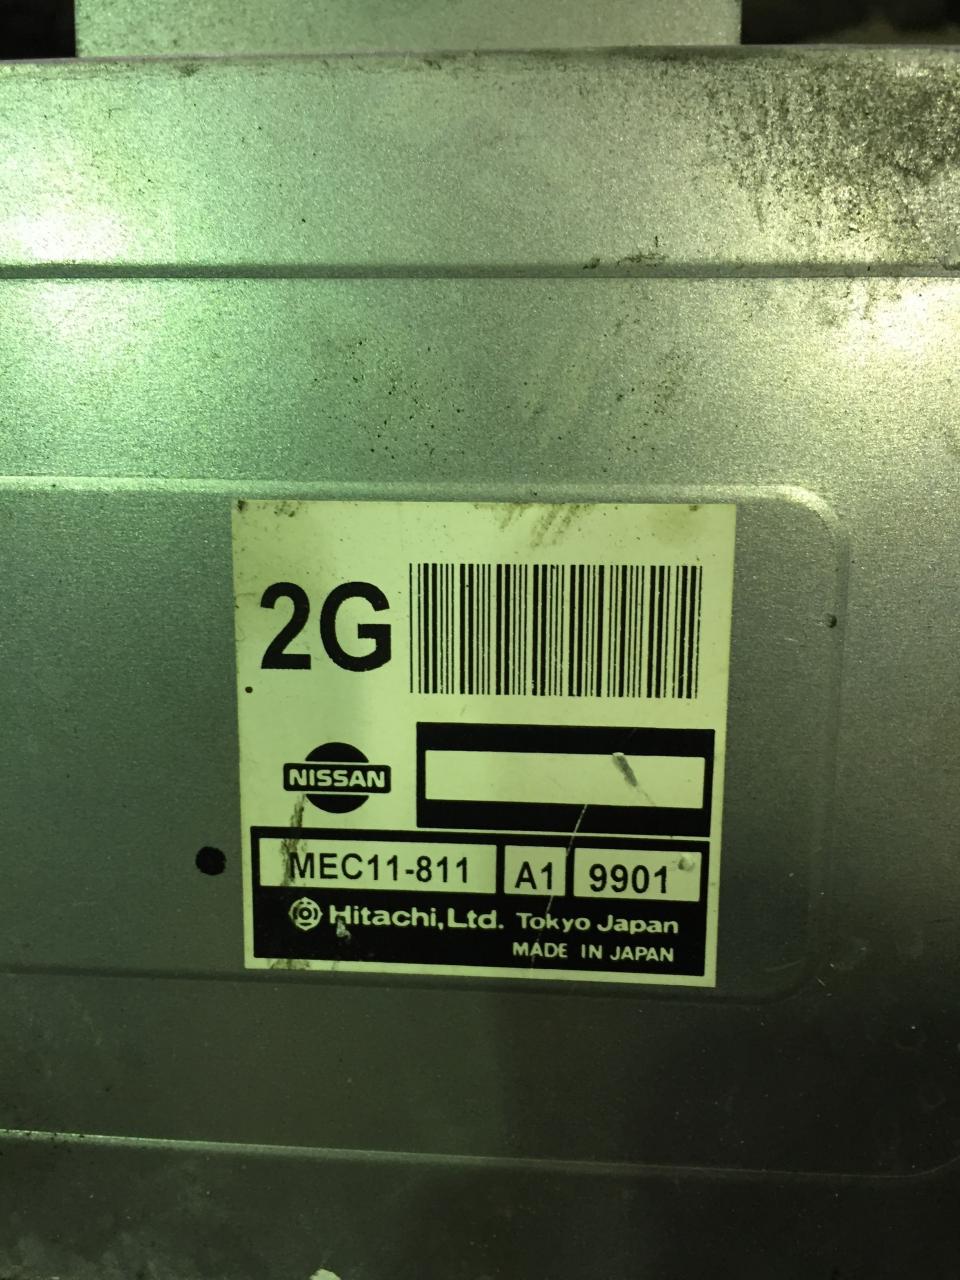 2G
NISSAN
MEC11-811 A1 9901
Hitachi,Ltd. Tokyo Japan
MADE IN JAPAN